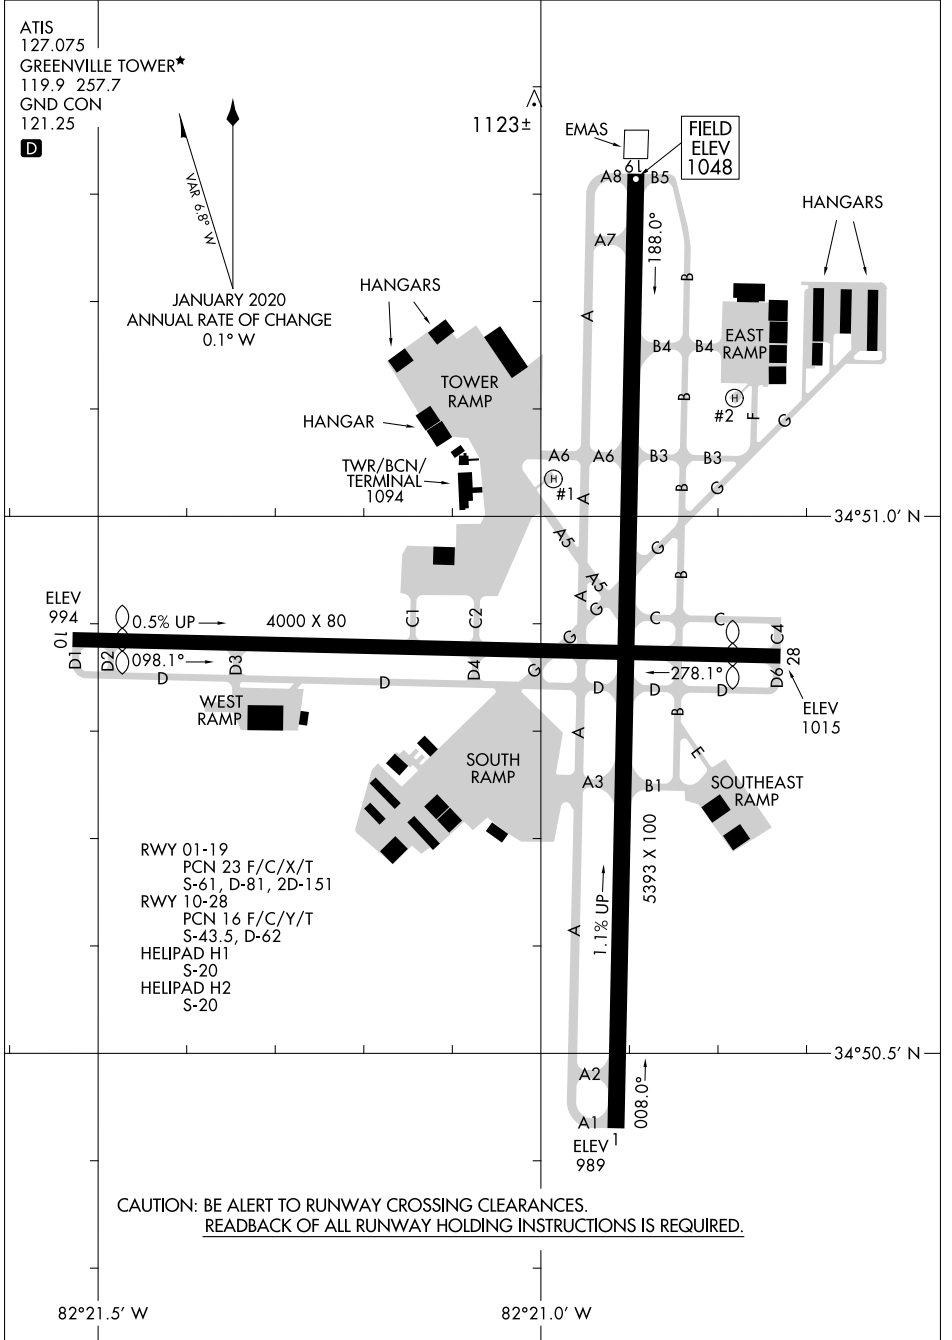 ATIS
127.075
GREENVILLE TOWER★
119.9 257.7
GND CON
121.25
D
VAR 6.8° W
JANUARY 2020
ANNUAL RATE OF CHANGE
0.1° W
1123±
EMAS
FIELD
ELEV
1048
19
A8
B5
A7
188.0°
B
HANGARS
HANGARS
A
B4
B4
EAST
RAMP
TOWER
RAMP
B
H
#2
F
G
HANGAR
A6
A6
B3
B3
TWR/BCN/
TERMINAL
1094
H
#1
A
B
G
34°51.0' N
A5
G
A5
B
ELEV
994
10
0.5% UP
4000 X 80
C1
C2
A
G
C
C
C4
28
G
D1
D2
098.1°
D3
D4
G
278.1°
D6
D
D
D
D
D
ELEV
1015
WEST
RAMP
B
A
E
SOUTH
RAMP
A3
B1
SOUTHEAST
RAMP
5393 X 100
RWY 01-19
PCN 23 F/C/X/T
S-61, D-81, 2D-151
RWY 10-28
PCN 16 F/C/Y/T
S-43.5, D-62
HELIPAD H1
S-20
HELIPAD H2
S-20
A
1.1% UP
34°50.5' N
A2
008.0°
A1
1
ELEV
989
CAUTION: BE ALERT TO RUNWAY CROSSING CLEARANCES.
READBACK OF ALL RUNWAY HOLDING INSTRUCTIONS IS REQUIRED.
82°21.5' W
82°21.0' W